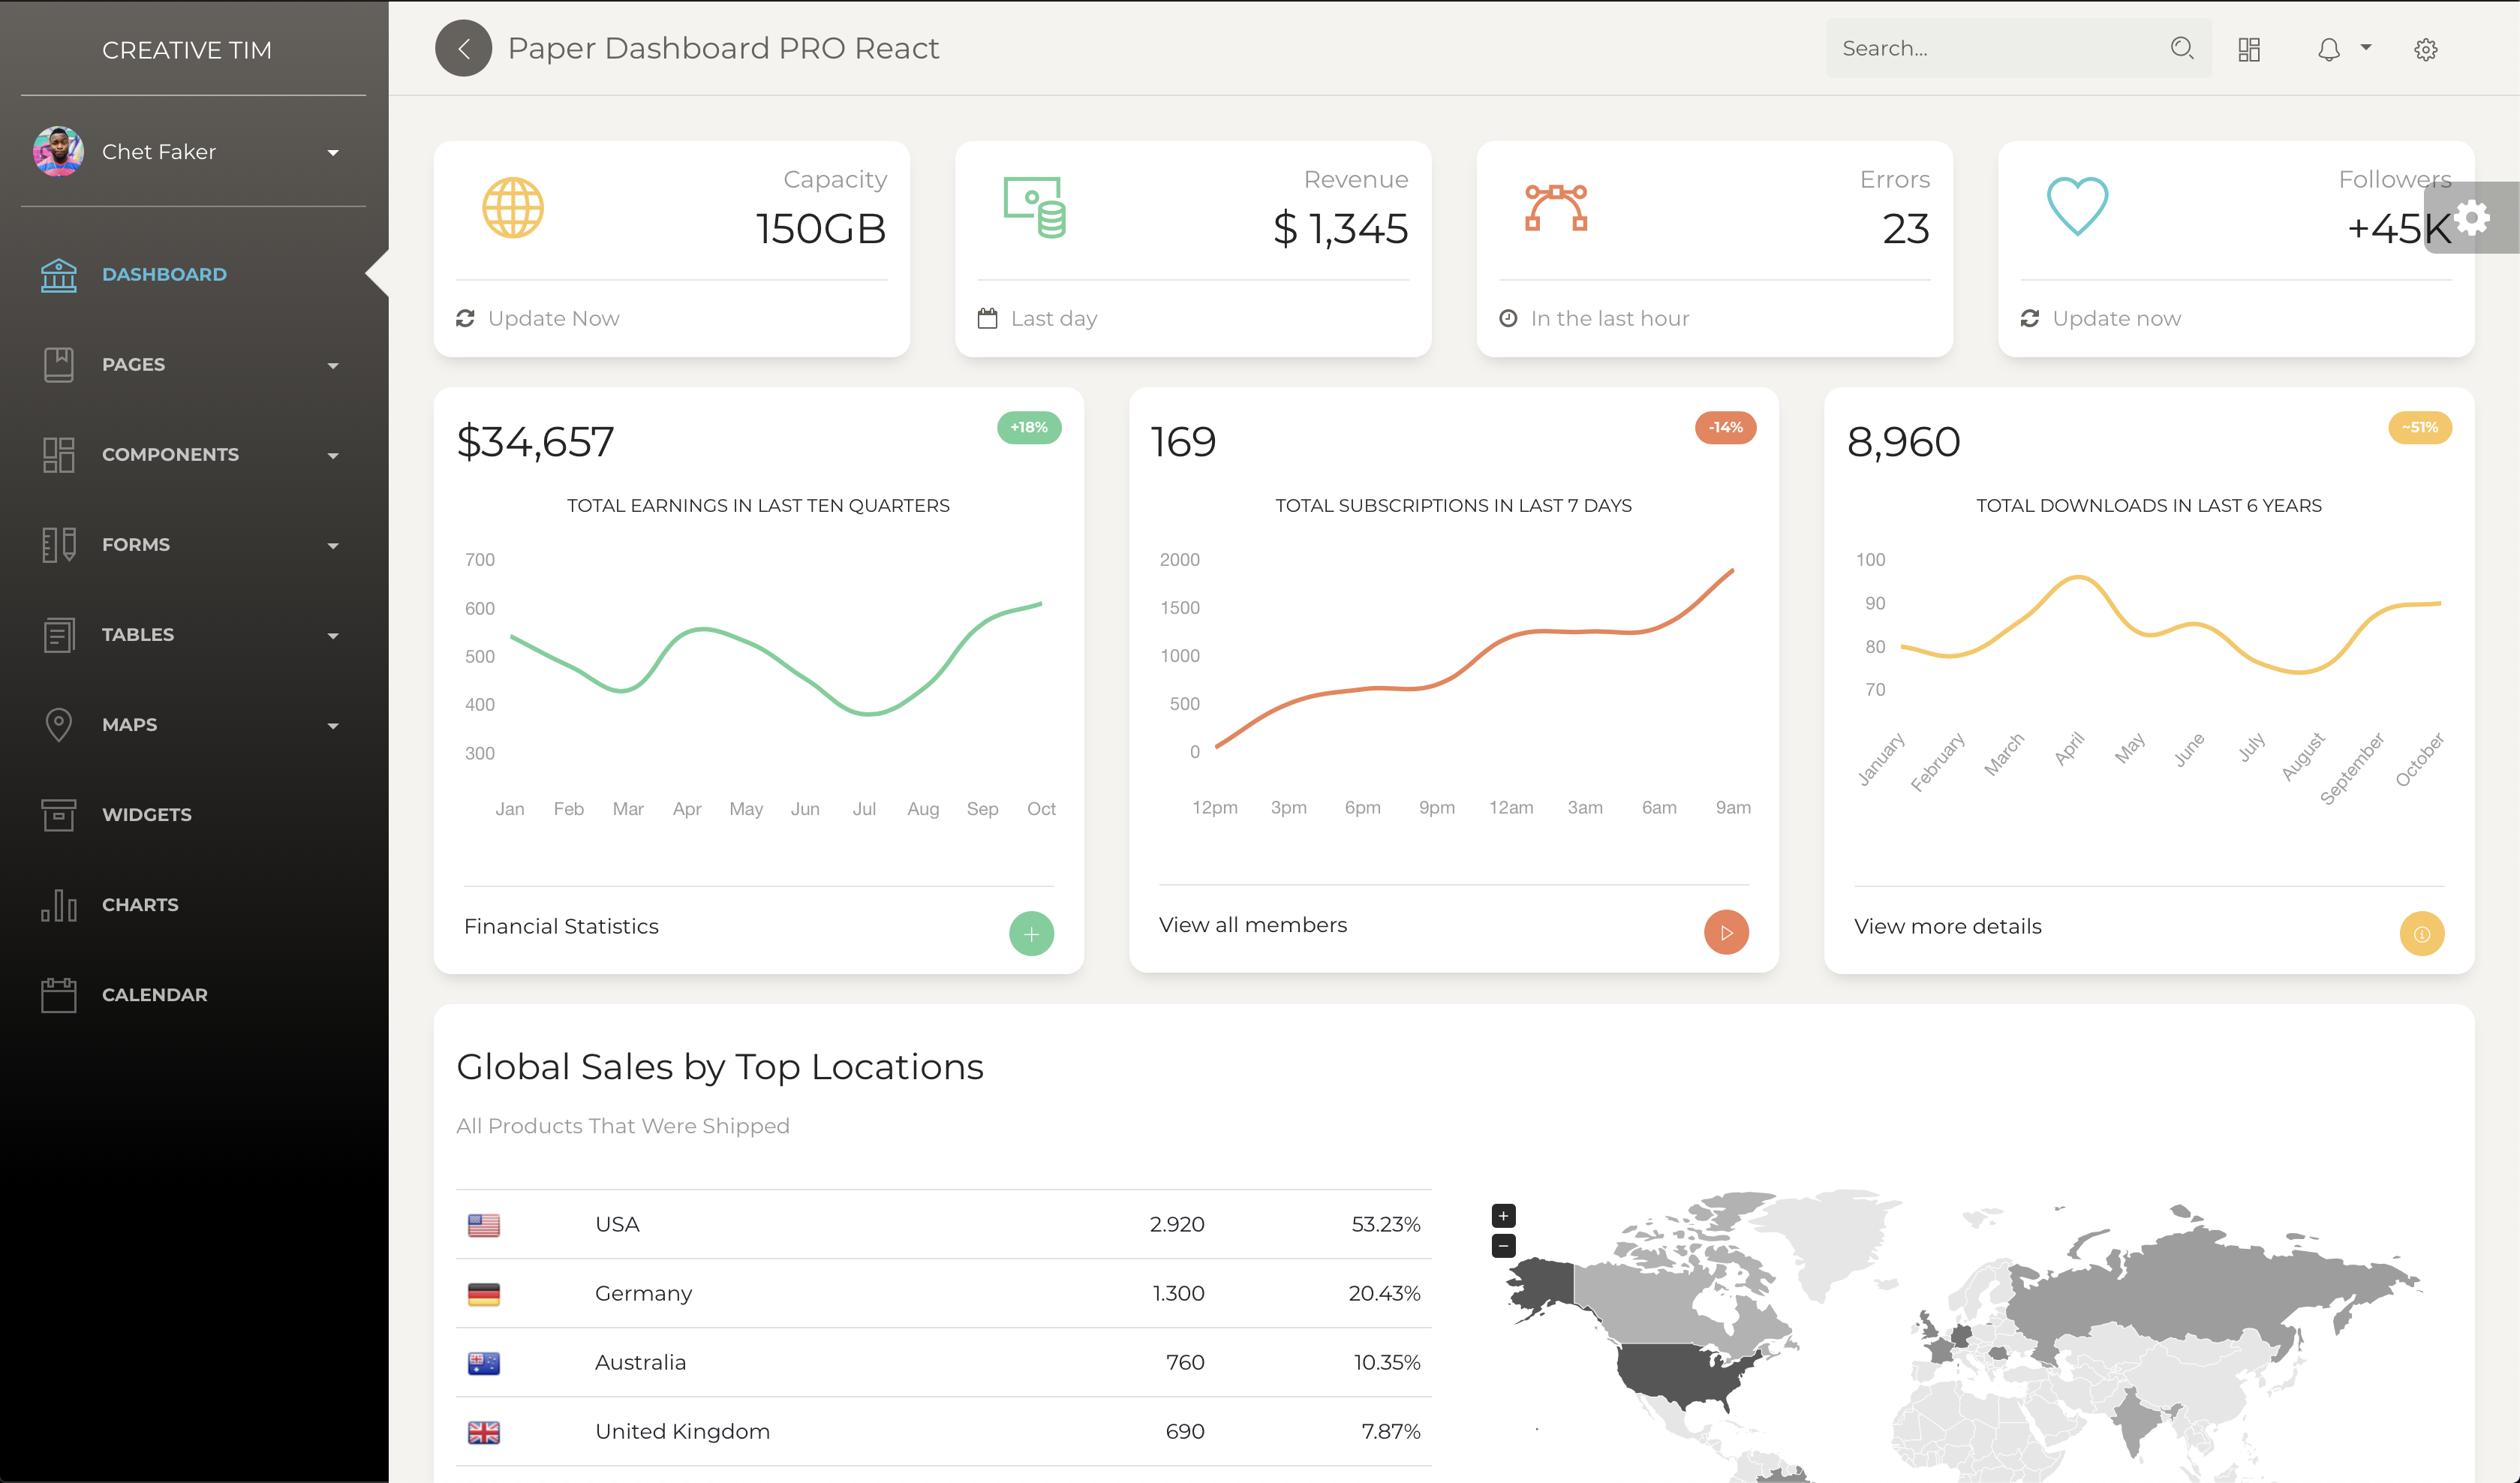 CREATIVE TIM
Chet Faker
DASHBOARD
PAGES
COMPONENTS
FORMS
TABLES
MAPS
WIDGETS
CHARTS
CALENDAR
Paper Dashboard PRO React
Search...
Capacity
150GB
Update Now
Revenue
$ 1,345
Last day
Errors
23
In the last hour
Followers
+45K
Update now
$34,657
+18%
TOTAL EARNINGS IN LAST TEN QUARTERS
700
600
500
400
300
Jan Feb Mar Apr May Jun Jul Aug Sep Oct
Financial Statistics
169
-14%
TOTAL SUBSCRIPTIONS IN LAST 7 DAYS
2000
1500
1000
500
0
12pm 3pm 6pm 9pm 12am 3am 6am 9am
View all members
8,960
~51%
TOTAL DOWNLOADS IN LAST 6 YEARS
100
90
80
70
January February March April May June July August September October
View more details
Global Sales by Top Locations
All Products That Were Shipped
USA 2.920 53.23%
Germany 1.300 20.43%
Australia 760 10.35%
United Kingdom 690 7.87%
+
−